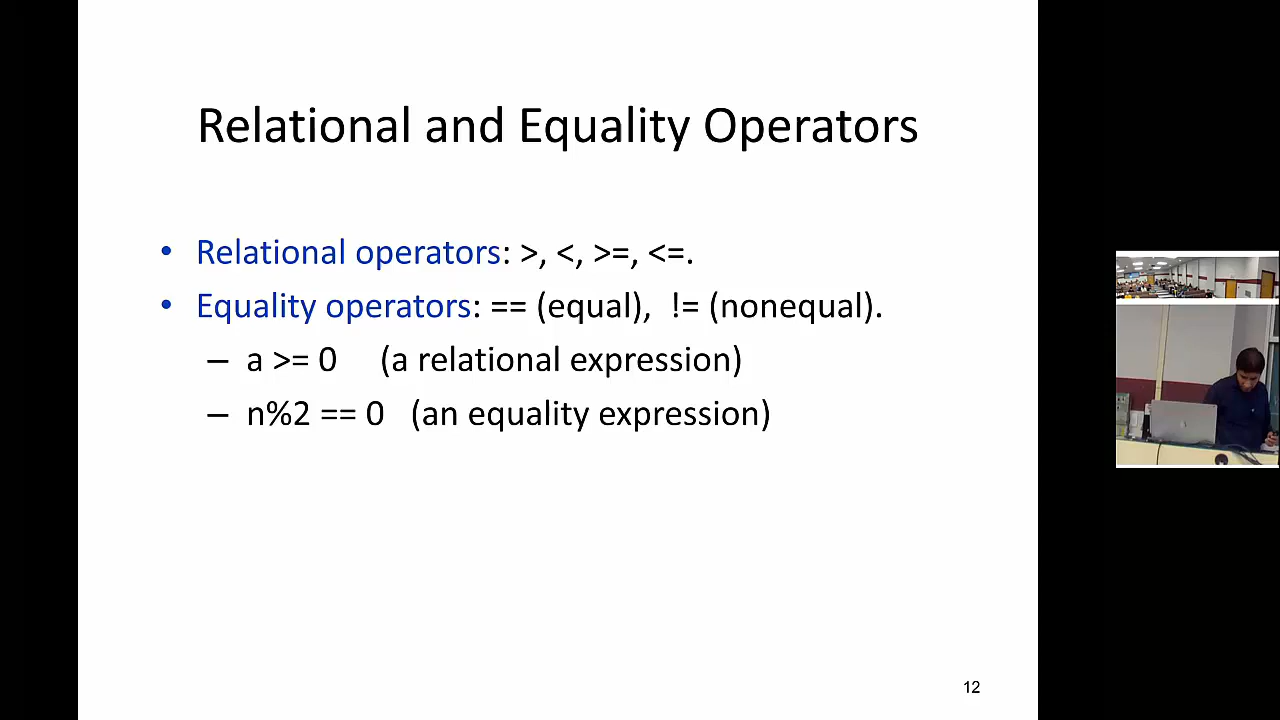 Relational and Equality Operators
• Relational operators: >, <, >=, <=.
• Equality operators: == (equal), != (nonequal).
– a >= 0 (a relational expression)
– n%2 == 0 (an equality expression)
12